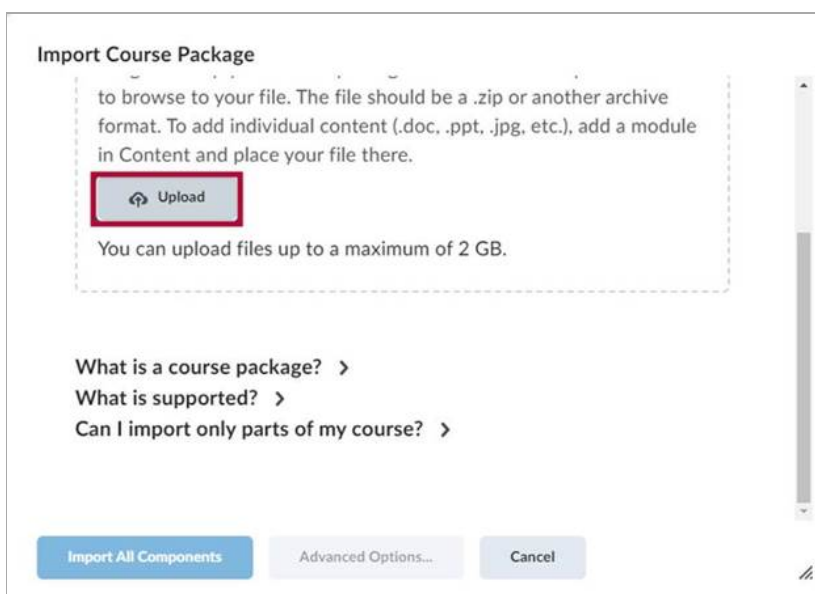 Import Course Package
to browse to your file. The file should be a .zip or another archive
format. To add individual content (.doc, .ppt, .jpg, etc.), add a module
in Content and place your file there.
Upload
You can upload files up to a maximum of 2 GB.
What is a course package?
What is supported?
Can I import only parts of my course?
Import All Components Advanced Options... Cancel